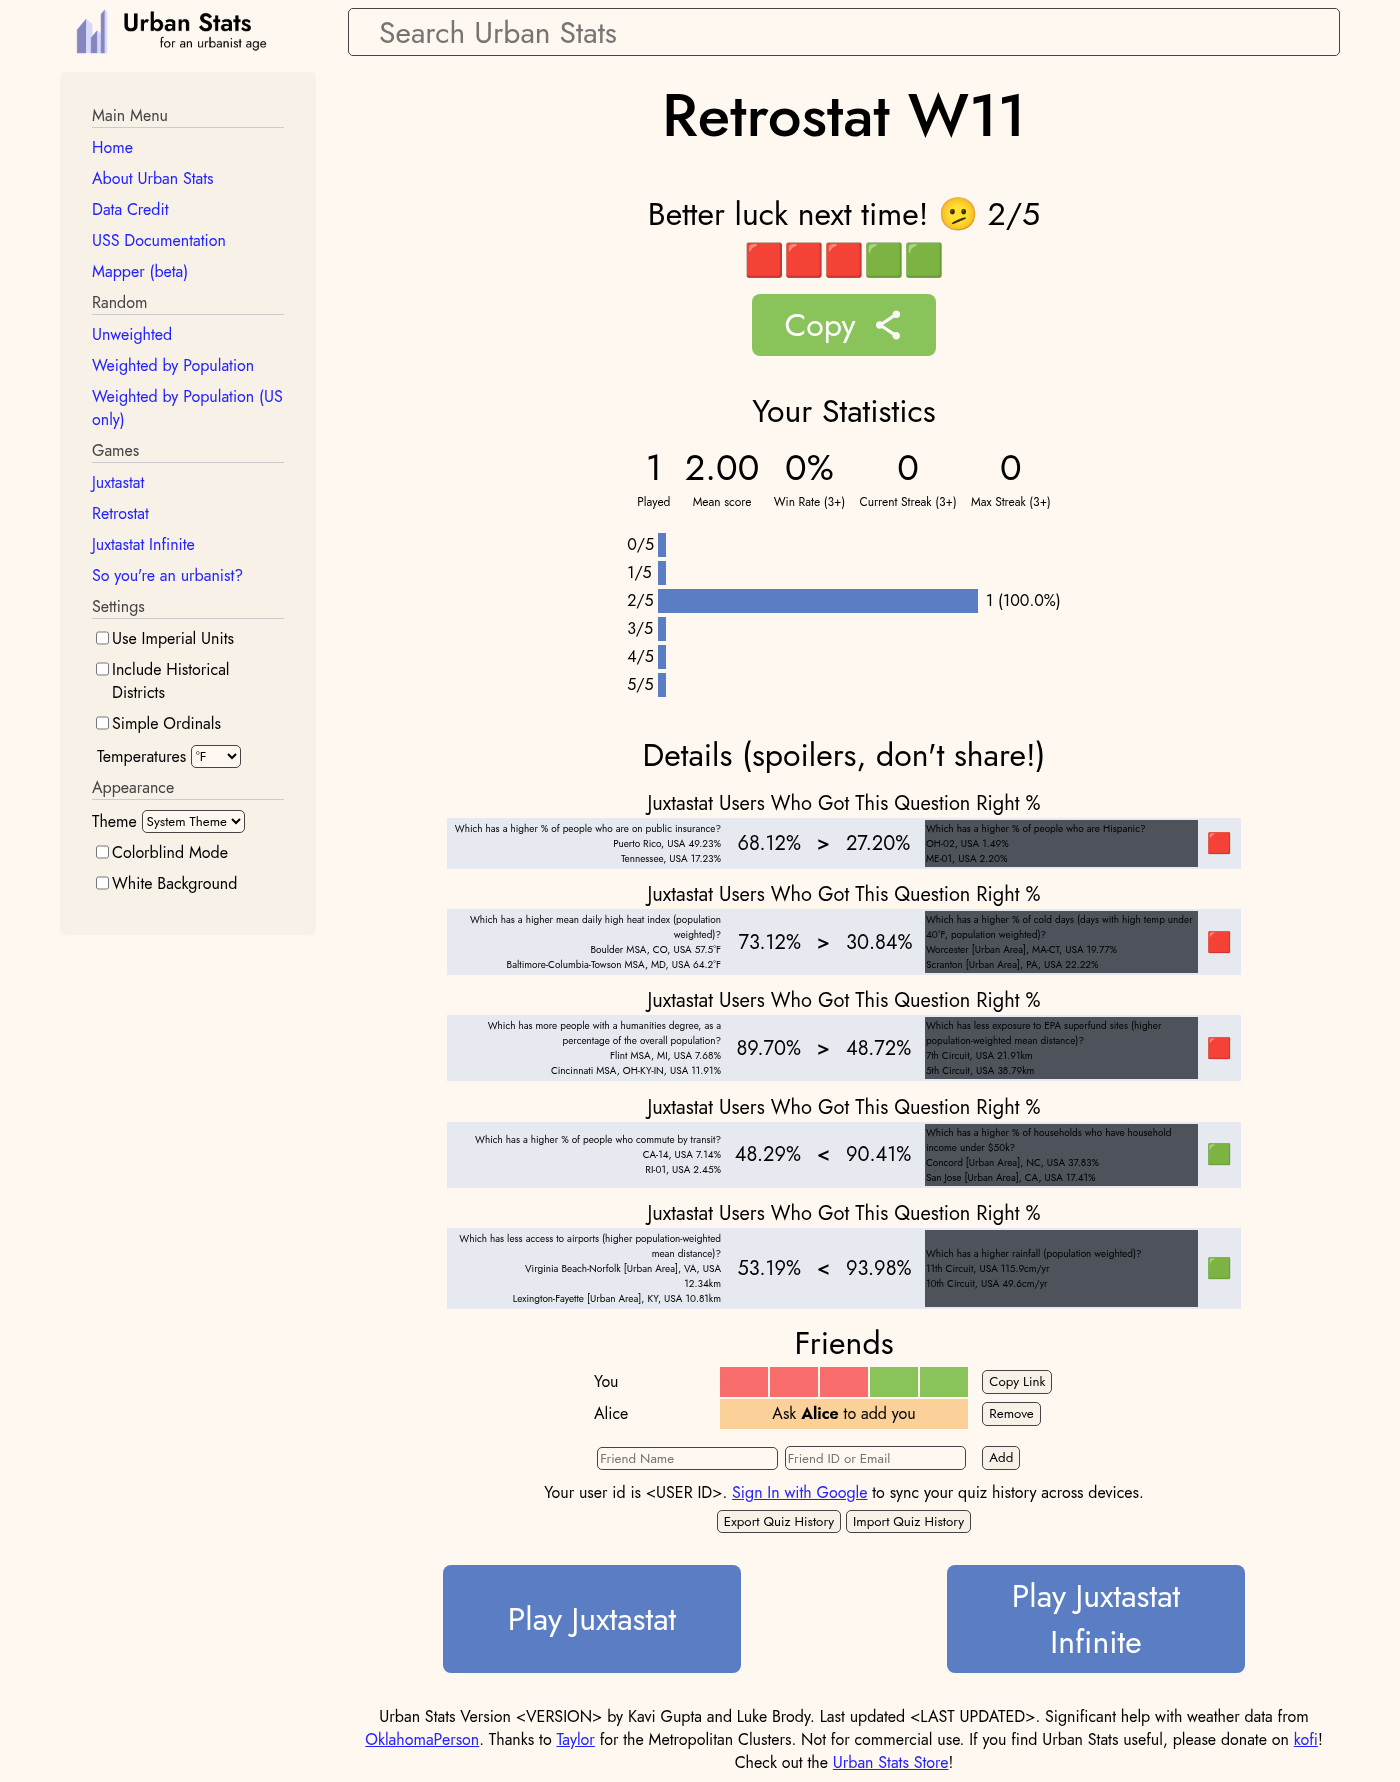 Urban Stats
for an urbanist age
Search Urban Stats
Main Menu
Home
About Urban Stats
Data Credit
USS Documentation
Mapper (beta)
Random
Unweighted
Weighted by Population
Weighted by Population (US
only)
Games
Juxtastat
Retrostat
Juxtastat Infinite
So you're an urbanist?
Settings
Use Imperial Units
Include Historical
Districts
Simple Ordinals
Temperatures °F
Appearance
Theme System Theme
Colorblind Mode
White Background
Retrostat W11
Better luck next time! 🫤 2/5
🟥🟥🟥🟩🟩
Copy
Your Statistics
1 2.00 0% 0 0
Played Mean score Win Rate (3+) Current Streak (3+) Max Streak (3+)
0/5
1/5
2/5 1 (100.0%)
3/5
4/5
5/5
Details (spoilers, don't share!)
Juxtastat Users Who Got This Question Right %
Which has a higher % of people who are on public insurance?
Puerto Rico, USA 49.23%
Tennessee, USA 17.23%
68.12% > 27.20%
Which has a higher % of people who are Hispanic?
OH-02, USA 1.49%
ME-01, USA 2.20%
🟥
Juxtastat Users Who Got This Question Right %
Which has a higher mean daily high heat index (population
weighted)?
Boulder MSA, CO, USA 57.5°F
Baltimore-Columbia-Towson MSA, MD, USA 64.2°F
73.12% > 30.84%
Which has a higher % of cold days (days with high temp under
40°F, population weighted)?
Worcester [Urban Area], MA-CT, USA 19.77%
Scranton [Urban Area], PA, USA 22.22%
🟥
Juxtastat Users Who Got This Question Right %
Which has more people with a humanities degree, as a
percentage of the overall population?
Flint MSA, MI, USA 7.68%
Cincinnati MSA, OH-KY-IN, USA 11.91%
89.70% > 48.72%
Which has less exposure to EPA superfund sites (higher
population-weighted mean distance)?
7th Circuit, USA 21.91km
5th Circuit, USA 38.79km
🟥
Juxtastat Users Who Got This Question Right %
Which has a higher % of people who commute by transit?
CA-14, USA 7.14%
RI-01, USA 2.45%
48.29% < 90.41%
Which has a higher % of households who have household
income under $50k?
Concord [Urban Area], NC, USA 37.83%
San Jose [Urban Area], CA, USA 17.41%
🟩
Juxtastat Users Who Got This Question Right %
Which has less access to airports (higher population-weighted
mean distance)?
Virginia Beach-Norfolk [Urban Area], VA, USA
12.34km
Lexington-Fayette [Urban Area], KY, USA 10.81km
53.19% < 93.98%
Which has a higher rainfall (population weighted)?
11th Circuit, USA 115.9cm/yr
10th Circuit, USA 49.6cm/yr
🟩
Friends
You Copy Link
Alice Ask Alice to add you Remove
Friend Name Friend ID or Email Add
Your user id is <USER ID>. Sign In with Google to sync your quiz history across devices.
Export Quiz History Import Quiz History
Play Juxtastat
Play Juxtastat
Infinite
Urban Stats Version <VERSION> by Kavi Gupta and Luke Brody. Last updated <LAST UPDATED>. Significant help with weather data from
OklahomaPerson. Thanks to Taylor for the Metropolitan Clusters. Not for commercial use. If you find Urban Stats useful, please donate on kofi!
Check out the Urban Stats Store!